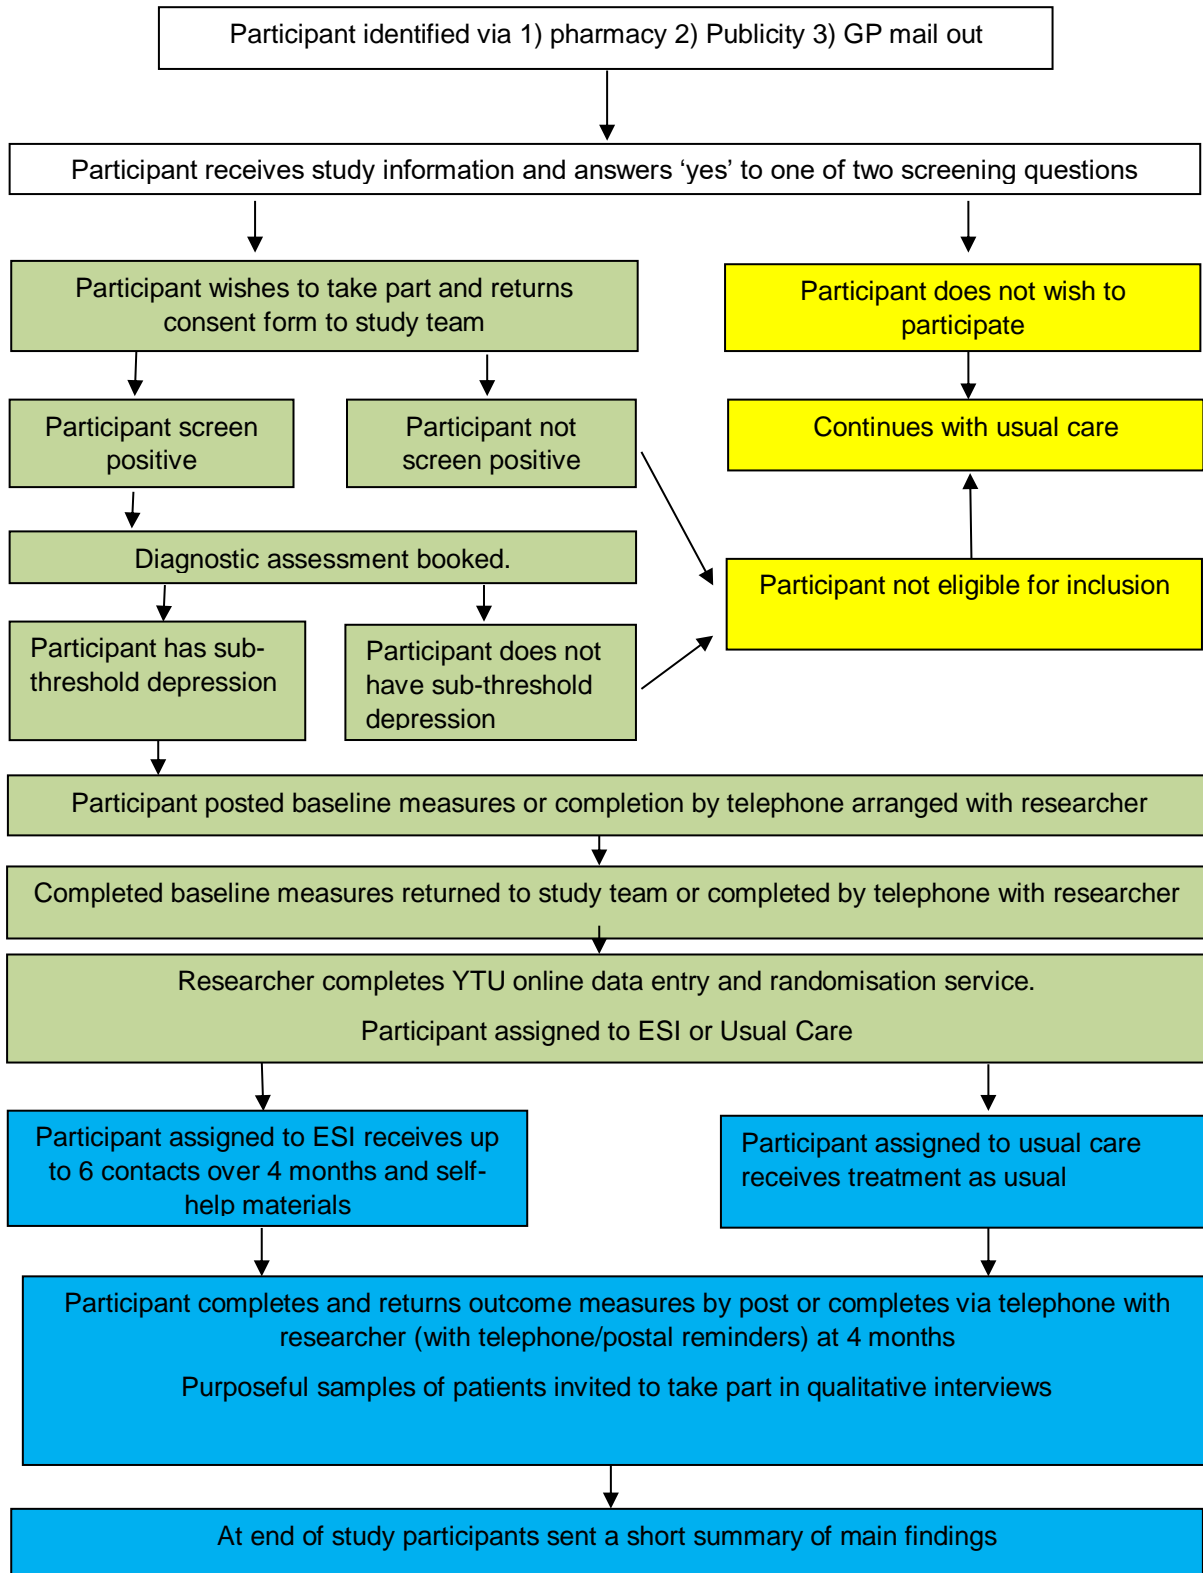 Participant identified via 1) pharmacy 2) Publicity 3) GP mail out
Participant receives study information and answers ‘yes’ to one of two screening questions
Participant wishes to take part and returns
consent form to study team
Participant does not wish to
participate
Participant screen
positive
Participant not
screen positive
Continues with usual care
Diagnostic assessment booked.
Participant not eligible for inclusion
Participant has sub-
threshold depression
Participant does not
have sub-threshold
depression
Participant posted baseline measures or completion by telephone arranged with researcher
Completed baseline measures returned to study team or completed by telephone with researcher
Researcher completes YTU online data entry and randomisation service.
Participant assigned to ESI or Usual Care
Participant assigned to ESI receives up
to 6 contacts over 4 months and self-
help materials
Participant assigned to usual care
receives treatment as usual
Participant completes and returns outcome measures by post or completes via telephone with
researcher (with telephone/postal reminders) at 4 months
Purposeful samples of patients invited to take part in qualitative interviews
At end of study participants sent a short summary of main findings